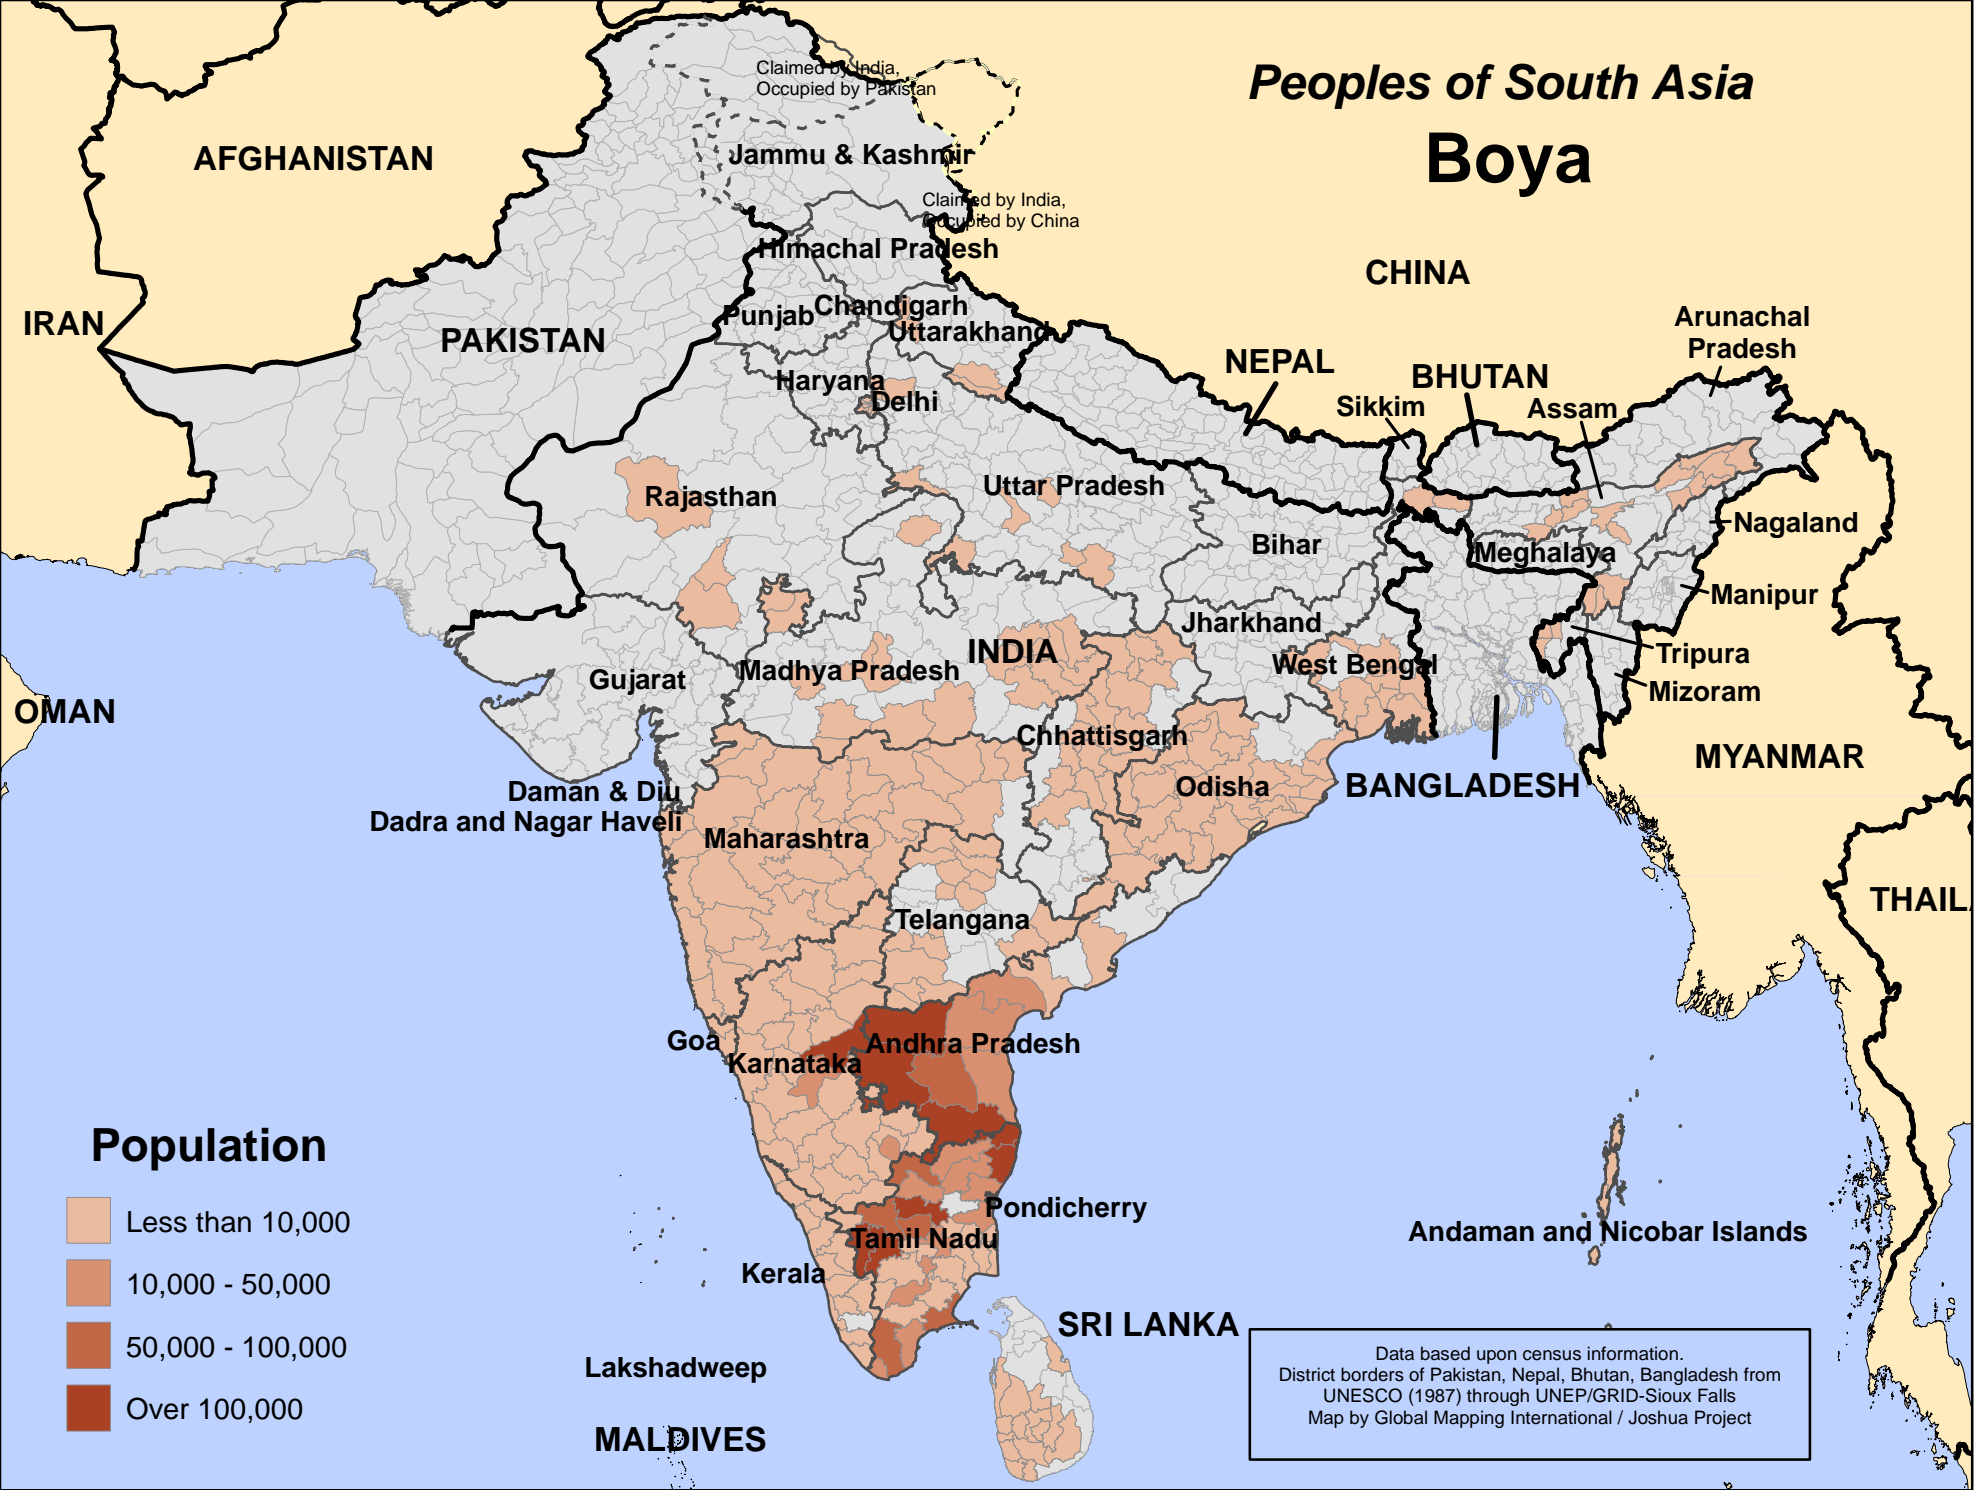 Peoples of South Asia
Boya
Claimed by India,
Occupied by Pakistan
AFGHANISTAN
Jammu & Kashmir
Claimed by India,
Occupied by China
Himachal Pradesh
CHINA
IRAN
PAKISTAN
Punjab
Chandigarh
Uttarakhand
Arunachal
Pradesh
NEPAL
BHUTAN
Sikkim
Assam
Haryana
Delhi
Rajasthan
Uttar Pradesh
Bihar
Nagaland
Meghalaya
Manipur
Jharkhand
INDIA
West Bengal
Tripura
Mizoram
Gujarat
Madhya Pradesh
OMAN
Chhattisgarh
MYANMAR
Odisha
BANGLADESH
Daman & Diu
Dadra and Nagar Haveli
Maharashtra
Telangana
THAIL
Goa
Karnataka
Andhra Pradesh
Pondicherry
Tamil Nadu
Andaman and Nicobar Islands
Kerala
SRI LANKA
Lakshadweep
MALDIVES
Population
Less than 10,000
10,000 - 50,000
50,000 - 100,000
Over 100,000
Data based upon census information.
District borders of Pakistan, Nepal, Bhutan, Bangladesh from
UNESCO (1987) through UNEP/GRID-Sioux Falls
Map by Global Mapping International / Joshua Project